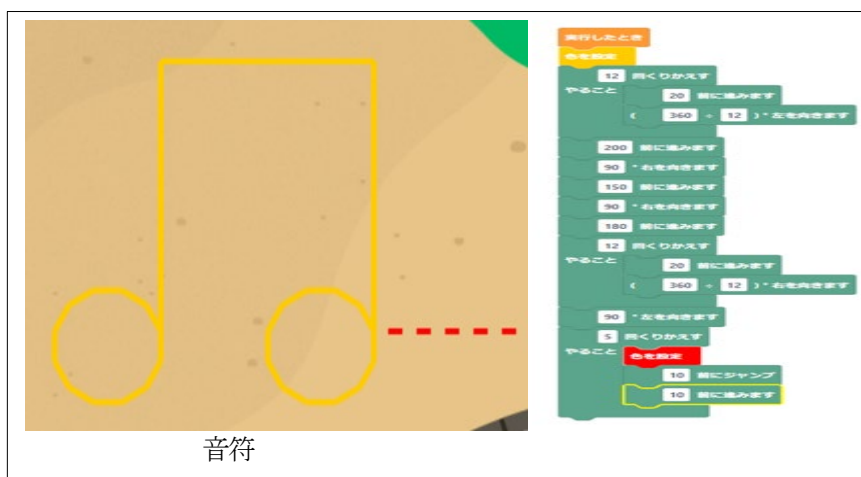 実行したとき
色を設定
12 回くりかえす
やること
20 前に進みます
( 360 ÷ 12 ) ° 左を向きます
200 前に進みます
90 ° 右を向きます
150 前に進みます
90 ° 右を向きます
180 前に進みます
12 回くりかえす
やること
20 前に進みます
( 360 ÷ 12 ) ° 右を向きます
90 ° 左を向きます
5 回くりかえす
やること
色を設定
10 前にジャンプ
10 前に進みます
音符